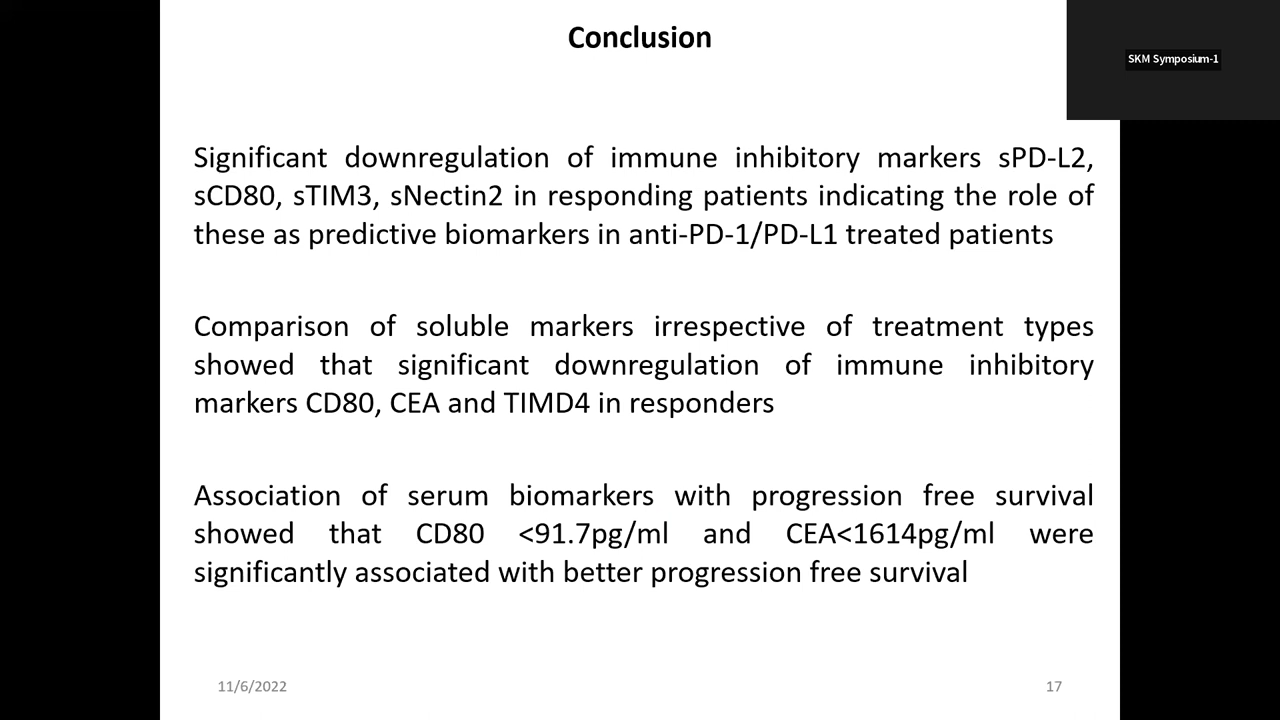 Conclusion
SKM Symposium-1
Significant downregulation of immune inhibitory markers sPD-L2,
sCD80, sTIM3, sNectin2 in responding patients indicating the role of
these as predictive biomarkers in anti-PD-1/PD-L1 treated patients
Comparison of soluble markers irrespective of treatment types
showed that significant downregulation of immune inhibitory
markers CD80, CEA and TIMD4 in responders
Association of serum biomarkers with progression free survival
showed that CD80 <91.7pg/ml and CEA<1614pg/ml were
significantly associated with better progression free survival
11/6/2022
17